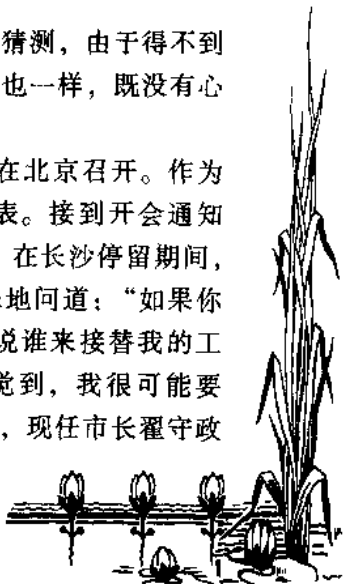 猜测，由于得不到
也一样，既没有心
在北京召开。作为
表。接到开会通知
在长沙停留期间，
地问道：“如果你
说谁来接替我的工
觉到，我很可能要
，现任市长翟守政